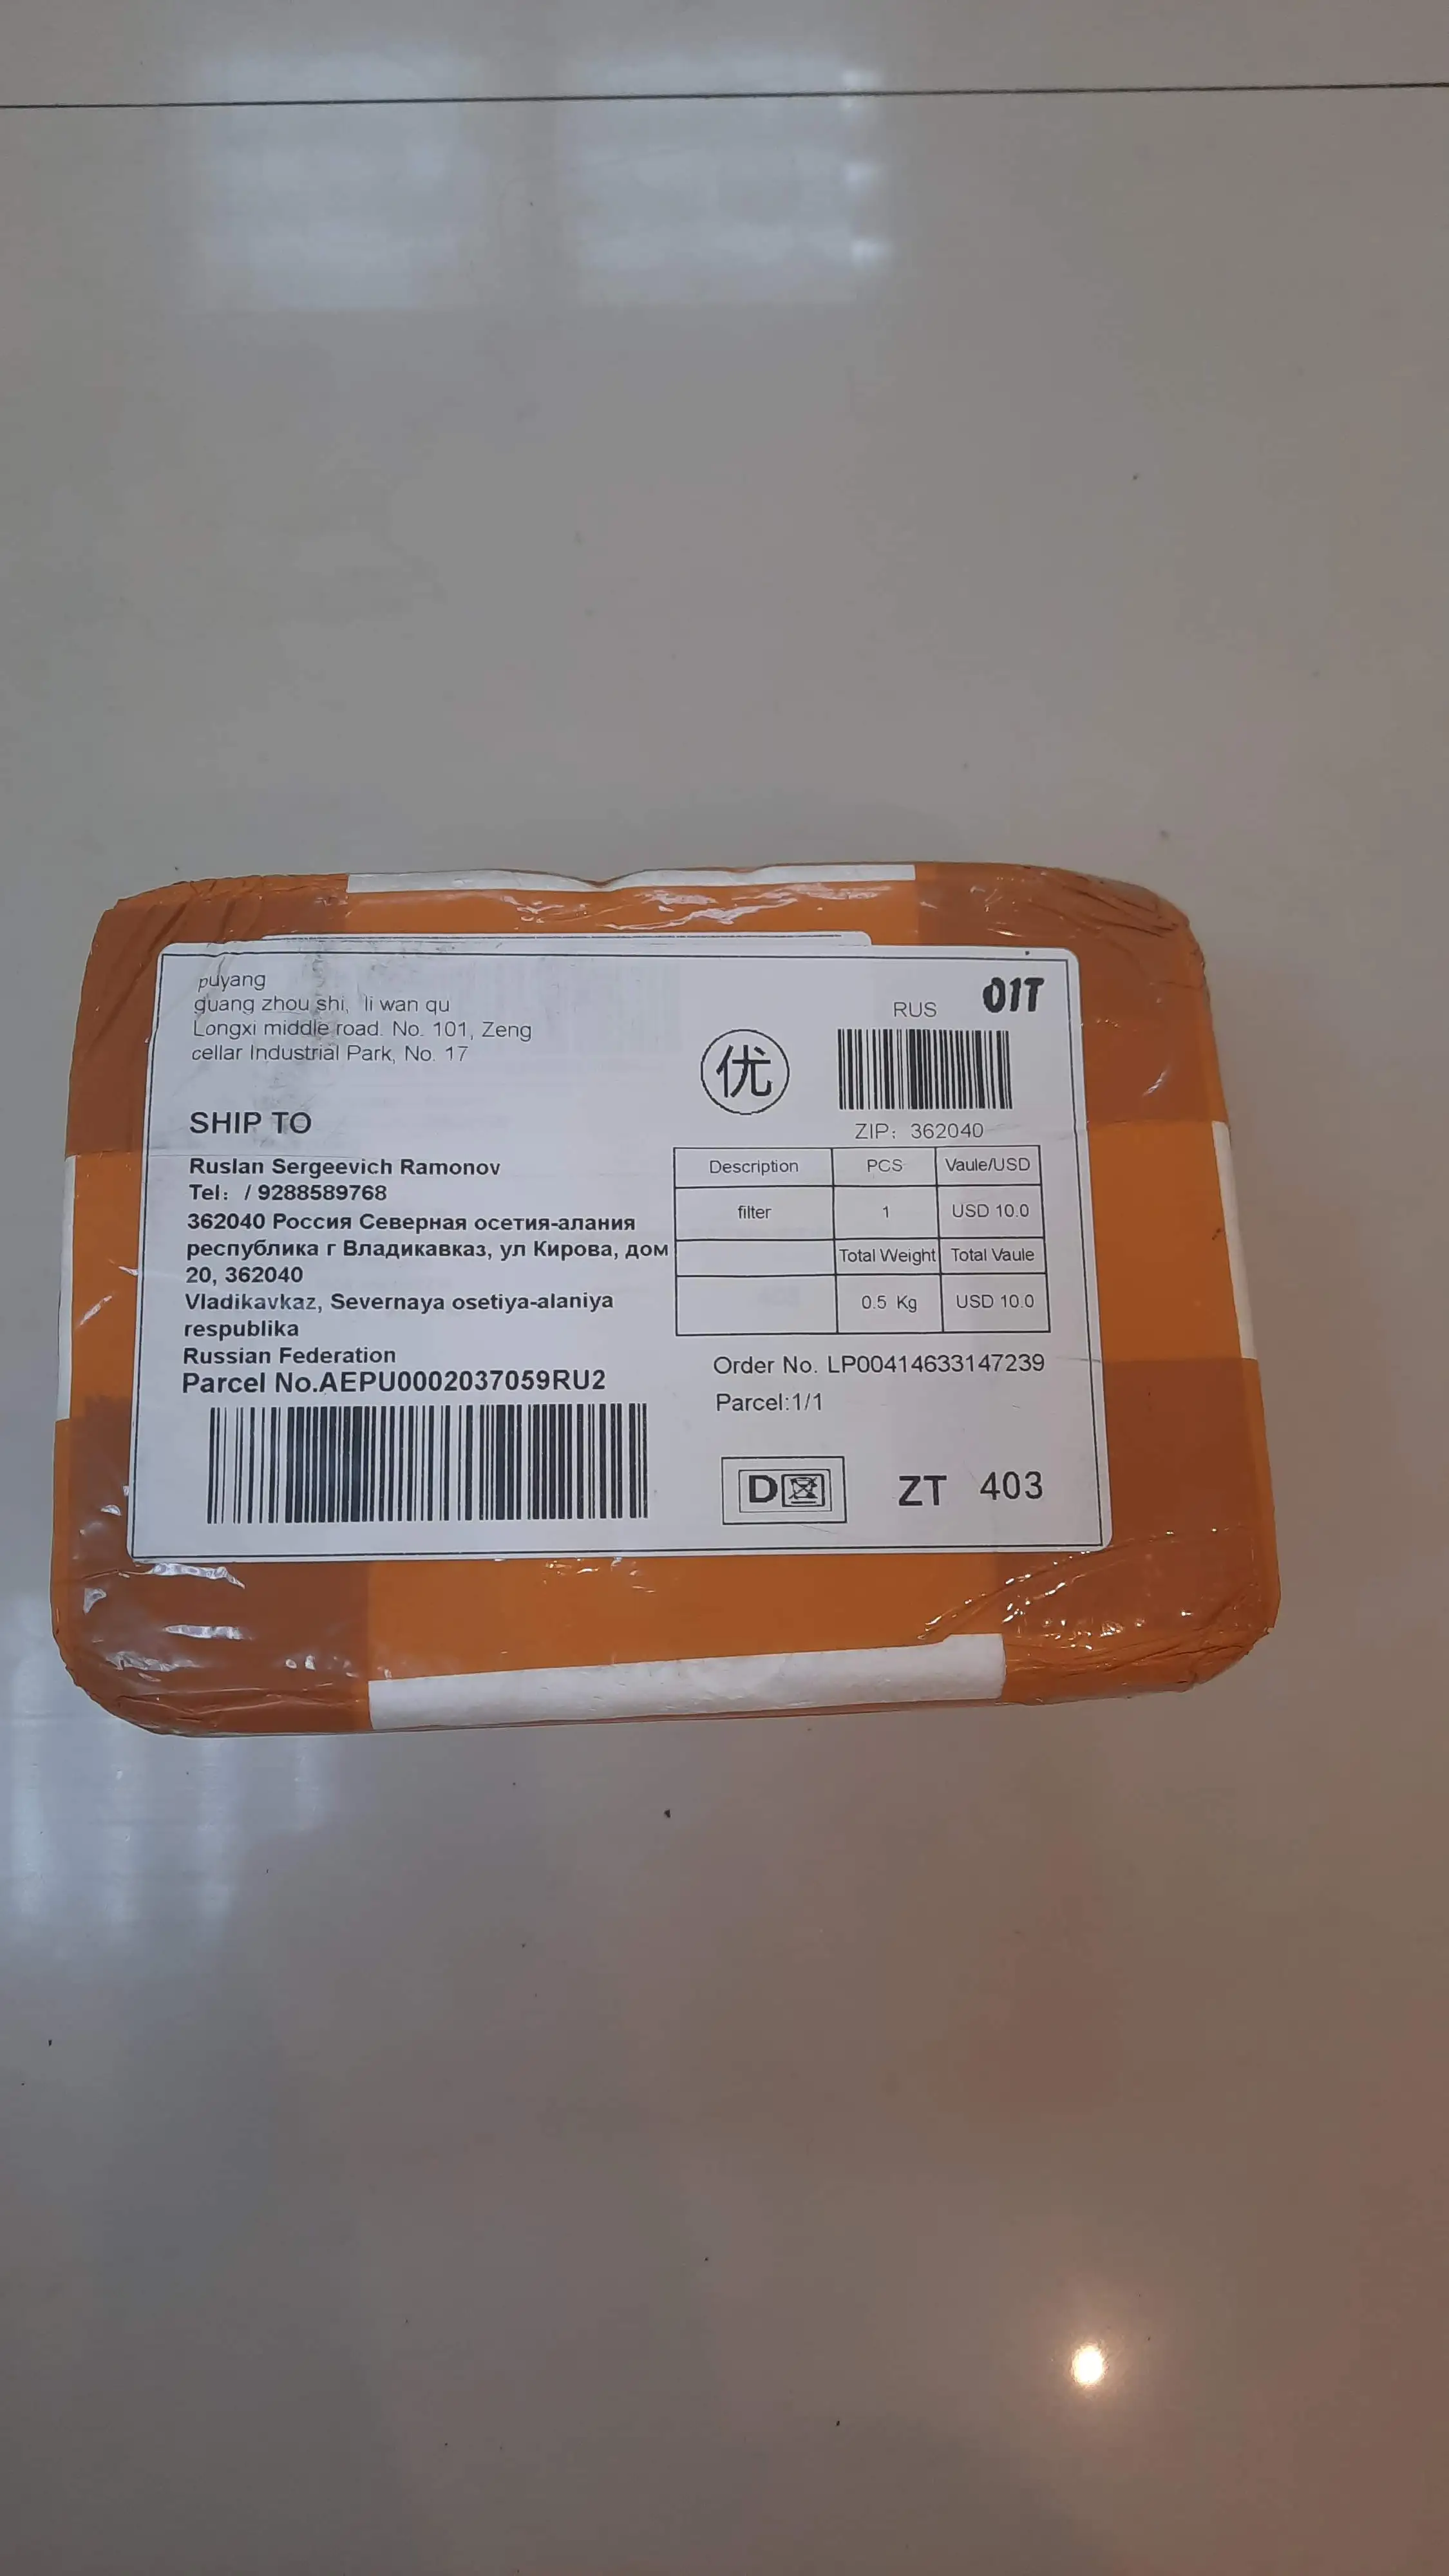 puyang
guang zhou shi, li wan qu
Longxi middle road. No. 101, Zeng
cellar Industrial Park, No. 17
优
RUS
01T
ZIP: 362040
SHIP TO
Ruslan Sergeevich Ramonov
Tel: / 9288589768
362040 Россия Северная осетия-алания
республика г Владикавказ, ул Кирова, дом
20, 362040
Vladikavkaz, Severnaya osetiya-alaniya
respublika
Russian Federation
Parcel No.AEPU0002037059RU2
Description PCS Vaule/USD
filter 1 USD 10.0
Total Weight Total Vaule
0.5 Kg USD 10.0
Order No. LP00414633147239
Parcel:1/1
D
ZT 403